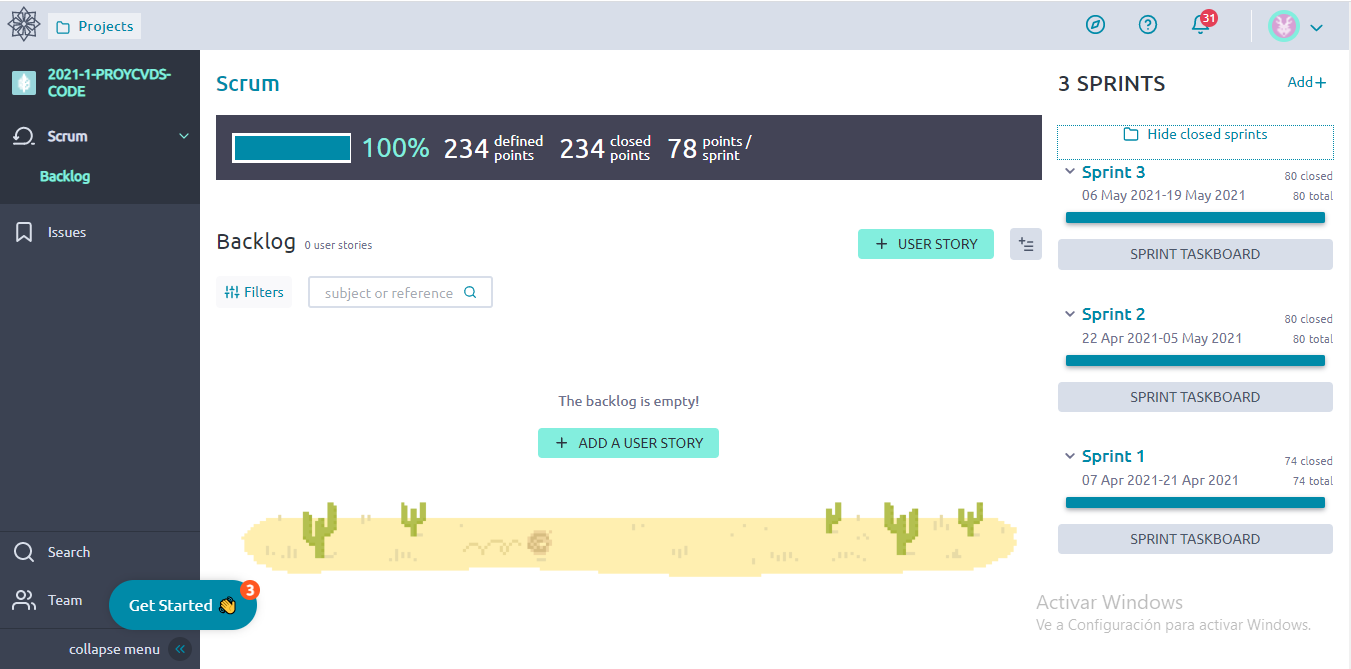 Projects
31
2021-1-PROYCVDS-
CODE
Scrum
Backlog
Issues
Search
Team
Get Started 👋
3
collapse menu
Scrum
100% 234 defined points 234 closed points 78 points / sprint
Backlog 0 user stories
+ USER STORY
Filters
subject or reference
The backlog is empty!
+ ADD A USER STORY
3 SPRINTS
Add+
Hide closed sprints
Sprint 3
80 closed
06 May 2021-19 May 2021
80 total
SPRINT TASKBOARD
Sprint 2
80 closed
22 Apr 2021-05 May 2021
80 total
SPRINT TASKBOARD
Sprint 1
74 closed
07 Apr 2021-21 Apr 2021
74 total
SPRINT TASKBOARD
Activar Windows
Ve a Configuración para activar Windows.